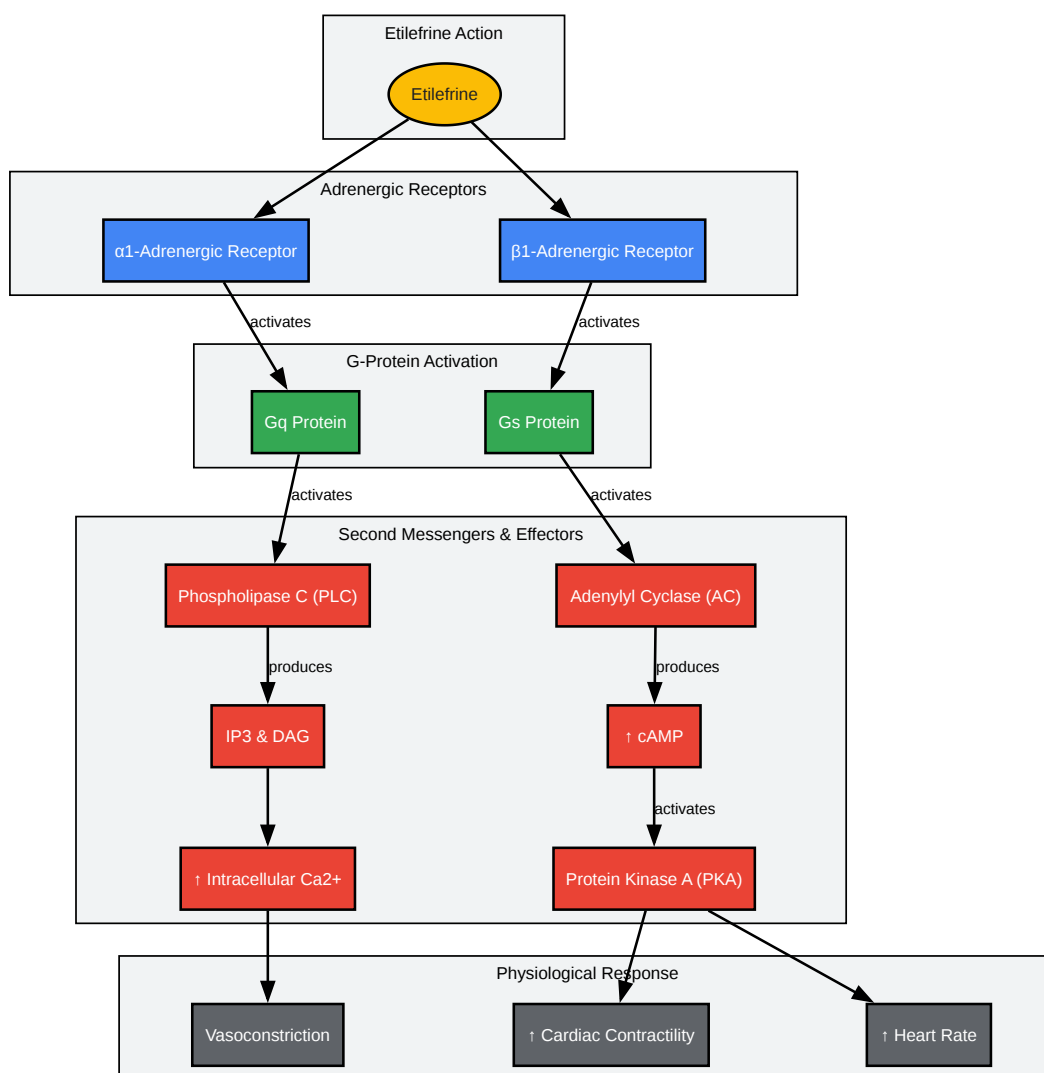 Etilefrine Action
Etilefrine
Adrenergic Receptors
α1-Adrenergic Receptor
β1-Adrenergic Receptor
activates
activates
G-Protein Activation
Gq Protein
Gs Protein
activates
activates
Second Messengers & Effectors
Phospholipase C (PLC)
Adenylyl Cyclase (AC)
produces
produces
IP3 & DAG
↑ cAMP
activates
↑ Intracellular Ca2+
Protein Kinase A (PKA)
Physiological Response
Vasoconstriction
↑ Cardiac Contractility
↑ Heart Rate